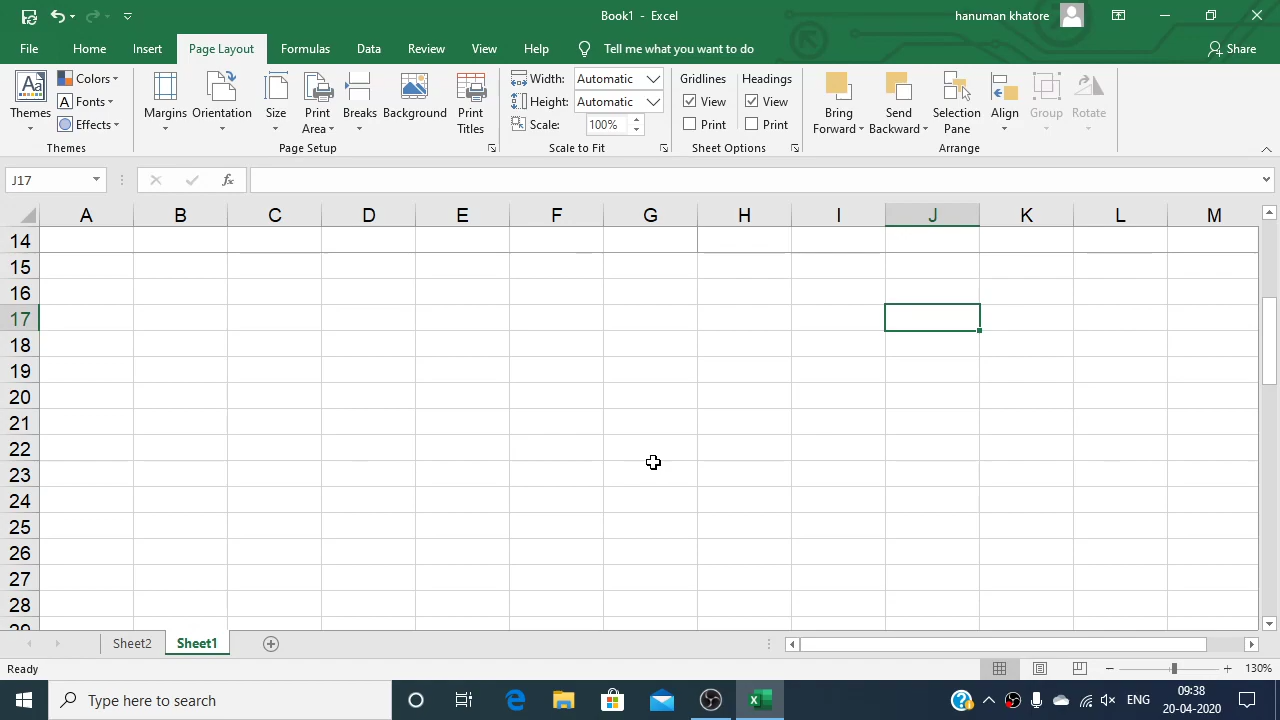 Book1 - Excel
hanuman khatore
File Home Insert Page Layout Formulas Data Review View Help Tell me what you want to do Share
Themes Colors Fonts Effects Themes
Margins Orientation Size Print Area Breaks Background Print Titles Page Setup
Width: Automatic
Height: Automatic
Scale: 100%
Scale to Fit
Gridlines Headings
View View
Print Print
Sheet Options
Bring Forward Send Backward Selection Pane Align Group Rotate
Arrange
J17 fx
A B C D E F G H I J K L M
14
15
16
17
18
19
20
21
22
23
24
25
26
27
28
29
Sheet2 Sheet1
Ready 130%
Type here to search ENG 09:38
20-04-2020